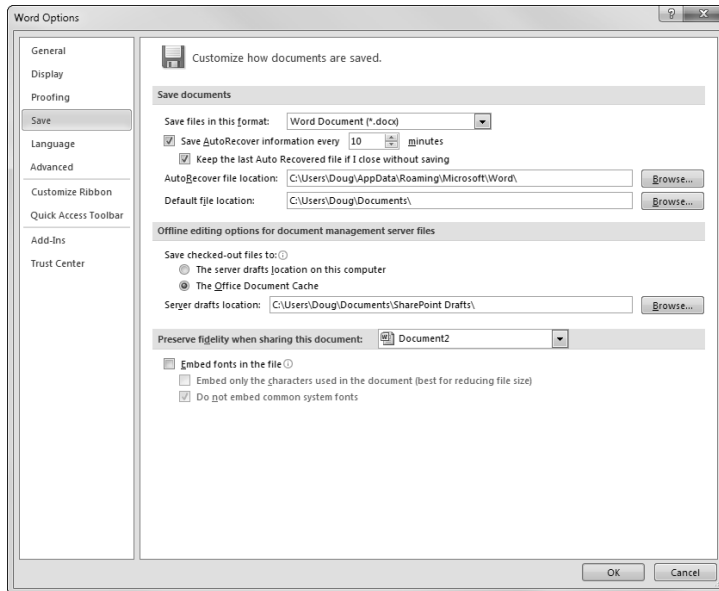 Word Options
General
Display
Proofing
Save
Language
Advanced
Customize Ribbon
Quick Access Toolbar
Add-Ins
Trust Center
Customize how documents are saved.
Save documents
Save files in this format: Word Document (*.docx)
Save AutoRecover information every 10 minutes
Keep the last Auto Recovered file if I close without saving
AutoRecover file location: C:\Users\Doug\AppData\Roaming\Microsoft\Word\ Browse...
Default file location: C:\Users\Doug\Documents\ Browse...
Offline editing options for document management server files
Save checked-out files to:
The server drafts location on this computer
The Office Document Cache
Server drafts location: C:\Users\Doug\Documents\SharePoint Drafts\ Browse...
Preserve fidelity when sharing this document: Document2
Embed fonts in the file
Embed only the characters used in the document (best for reducing file size)
Do not embed common system fonts
OK Cancel